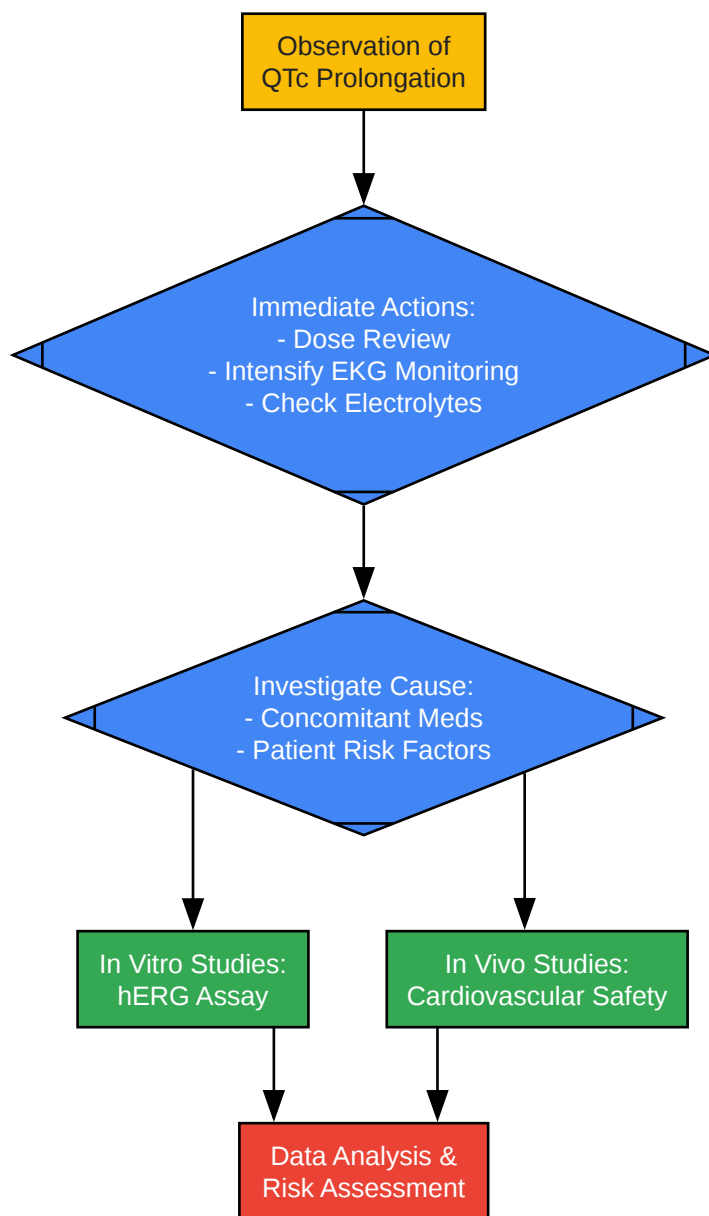 Observation of
QTc Prolongation
Immediate Actions:
- Dose Review
- Intensify EKG Monitoring
- Check Electrolytes
Investigate Cause:
- Concomitant Meds
- Patient Risk Factors
In Vitro Studies:
hERG Assay
In Vivo Studies:
Cardiovascular Safety
Data Analysis &
Risk Assessment